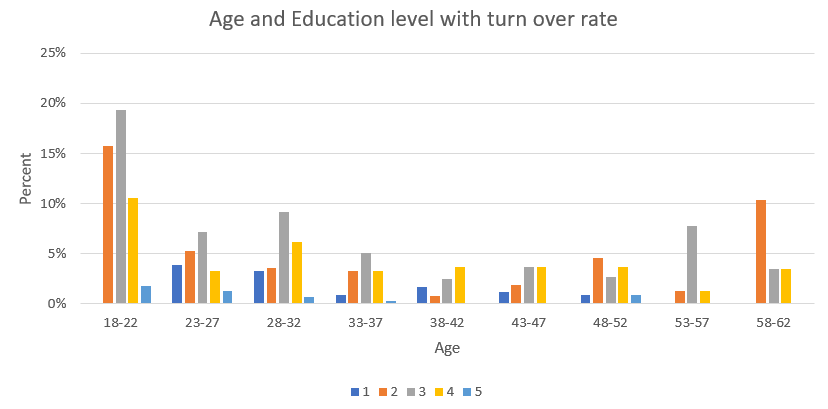 Age and Education level with turn over rate
25%
20%
15%
10%
5%
0%
Percent
18-22 23-27 28-32 33-37 38-42 43-47 48-52 53-57 58-62
Age
1 2 3 4 5